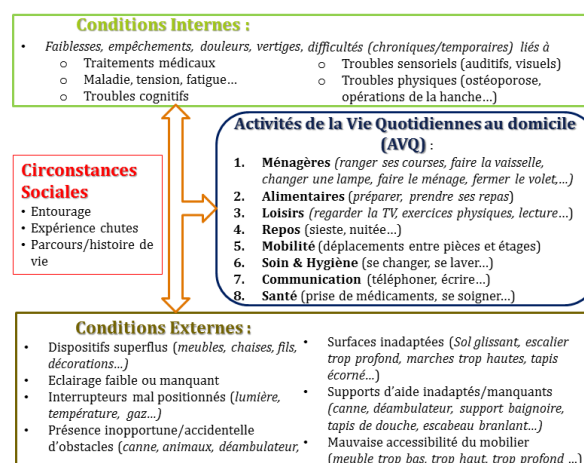 Conditions Internes :
• Faiblesses, empêchements, douleurs, vertiges, difficultés (chroniques/temporaires) liés à
o Traitements médicaux
o Maladie, tension, fatigue…
o Troubles cognitifs
o Troubles sensoriels (auditifs, visuels)
o Troubles physiques (ostéoporose,
opérations de la hanche…)
Circonstances
Sociales
• Entourage
• Expérience chutes
• Parcours/histoire de
vie
Activités de la Vie Quotidiennes au domicile
(AVQ) :
1. Ménagères (ranger ses courses, faire la vaisselle,
changer une lampe, faire le ménage, fermer le volet,…)
2. Alimentaires (préparer, prendre ses repas)
3. Loisirs (regarder la TV, exercices physiques, lecture…)
4. Repos (sieste, nuitée…)
5. Mobilité (déplacements entre pièces et étages)
6. Soin & Hygiène (se changer, se laver…)
7. Communication (téléphoner, écrire…)
8. Santé (prise de médicaments, se soigner…)
Conditions Externes :
• Dispositifs superflus (meubles, chaises, fils,
décorations…)
• Eclairage faible ou manquant
• Interrupteurs mal positionnés (lumière,
température, gaz…)
• Présence inopportune/accidentelle
d'obstacles (canne, animaux, déambulateur,
• Surfaces inadaptées (Sol glissant, escalier
trop profond, marches trop hautes, tapis
écorné…)
• Supports d'aide inadaptés/manquants
(canne, déambulateur, support baignoire,
tapis de douche, escabeau branlant…)
• Mauvaise accessibilité du mobilier
(meuble trop bas, trop haut, trop profond …)